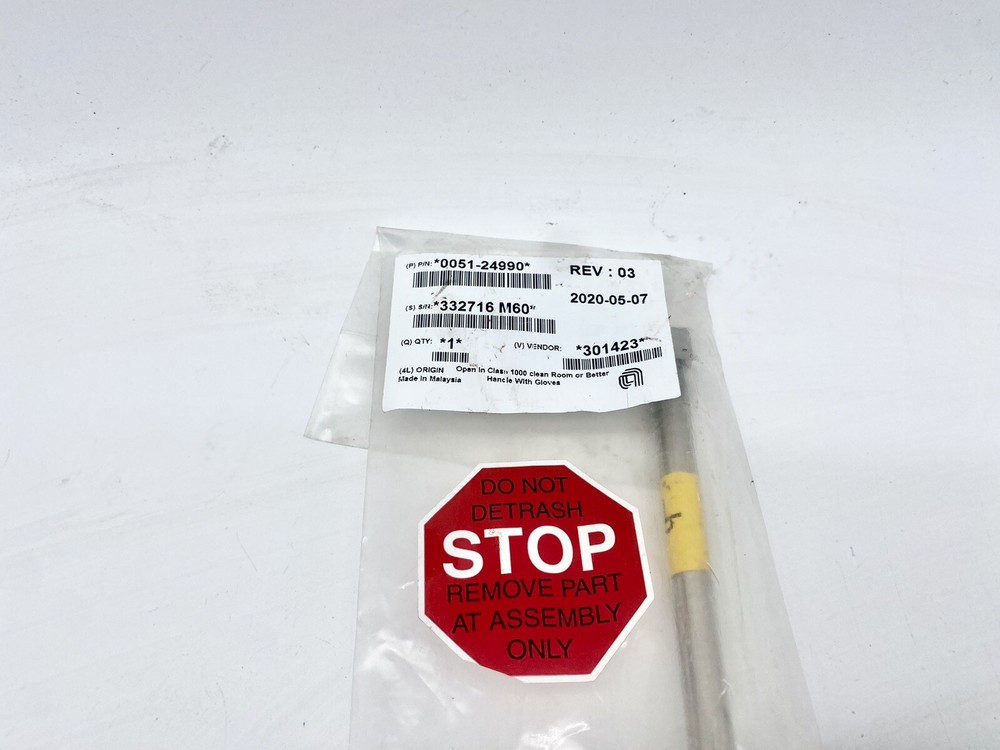 (P) P/N: *0051-24990* REV : 03
2020-05-07
(S) S/N: *332716 M60*
(Q) QTY: *1* (V) VENDOR: *301423*
(4L) ORIGIN Open in Class 1000 clean Room or Better
Made in Malaysia Handle With Gloves
DO NOT
DETRASH
STOP
REMOVE PART
AT ASSEMBLY
ONLY